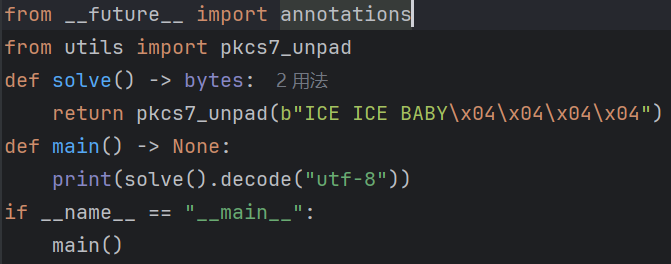 from __future__ import annotations
from utils import pkcs7_unpad
def solve() -> bytes:  2 用法
    return pkcs7_unpad(b"ICE ICE BABY\x04\x04\x04\x04")
def main() -> None:
    print(solve().decode("utf-8"))
if __name__ == "__main__":
    main()